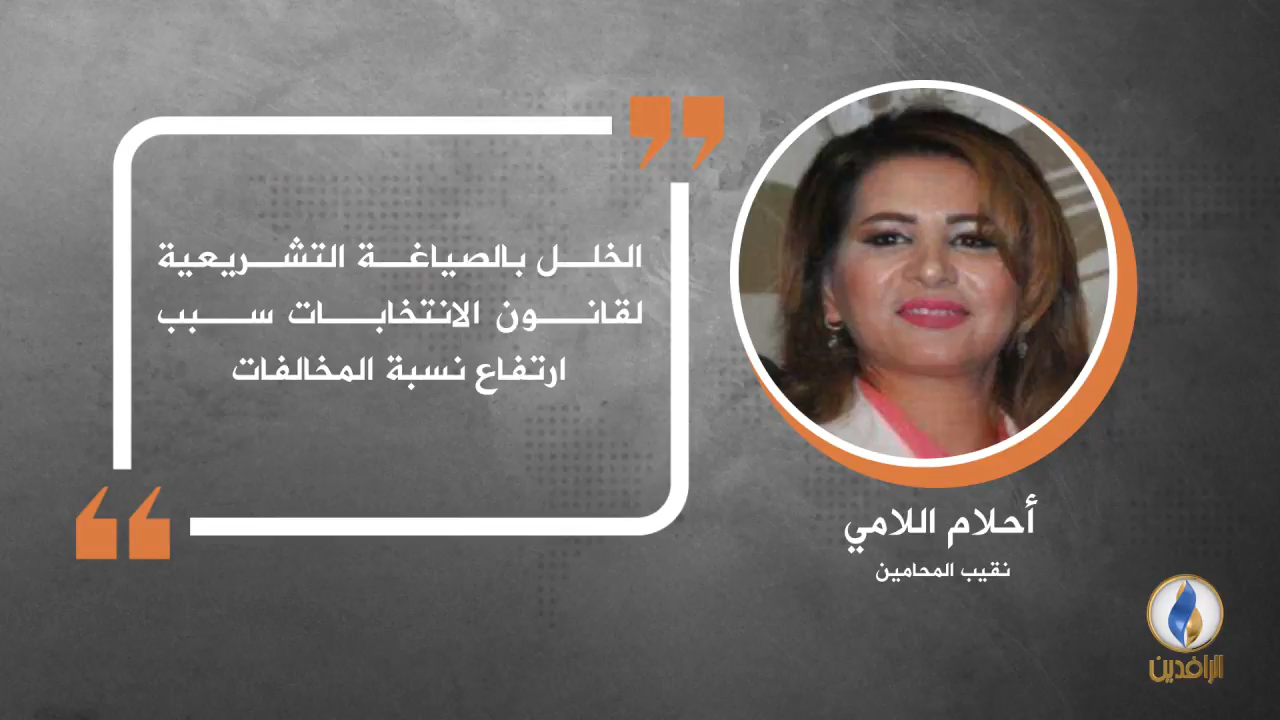 الخلل بالصياغة التشريعية
لقانون الانتخابات سبب
ارتفاع نسبة المخالفات
أحلام اللامي
نقيب المحامين
الرافدين